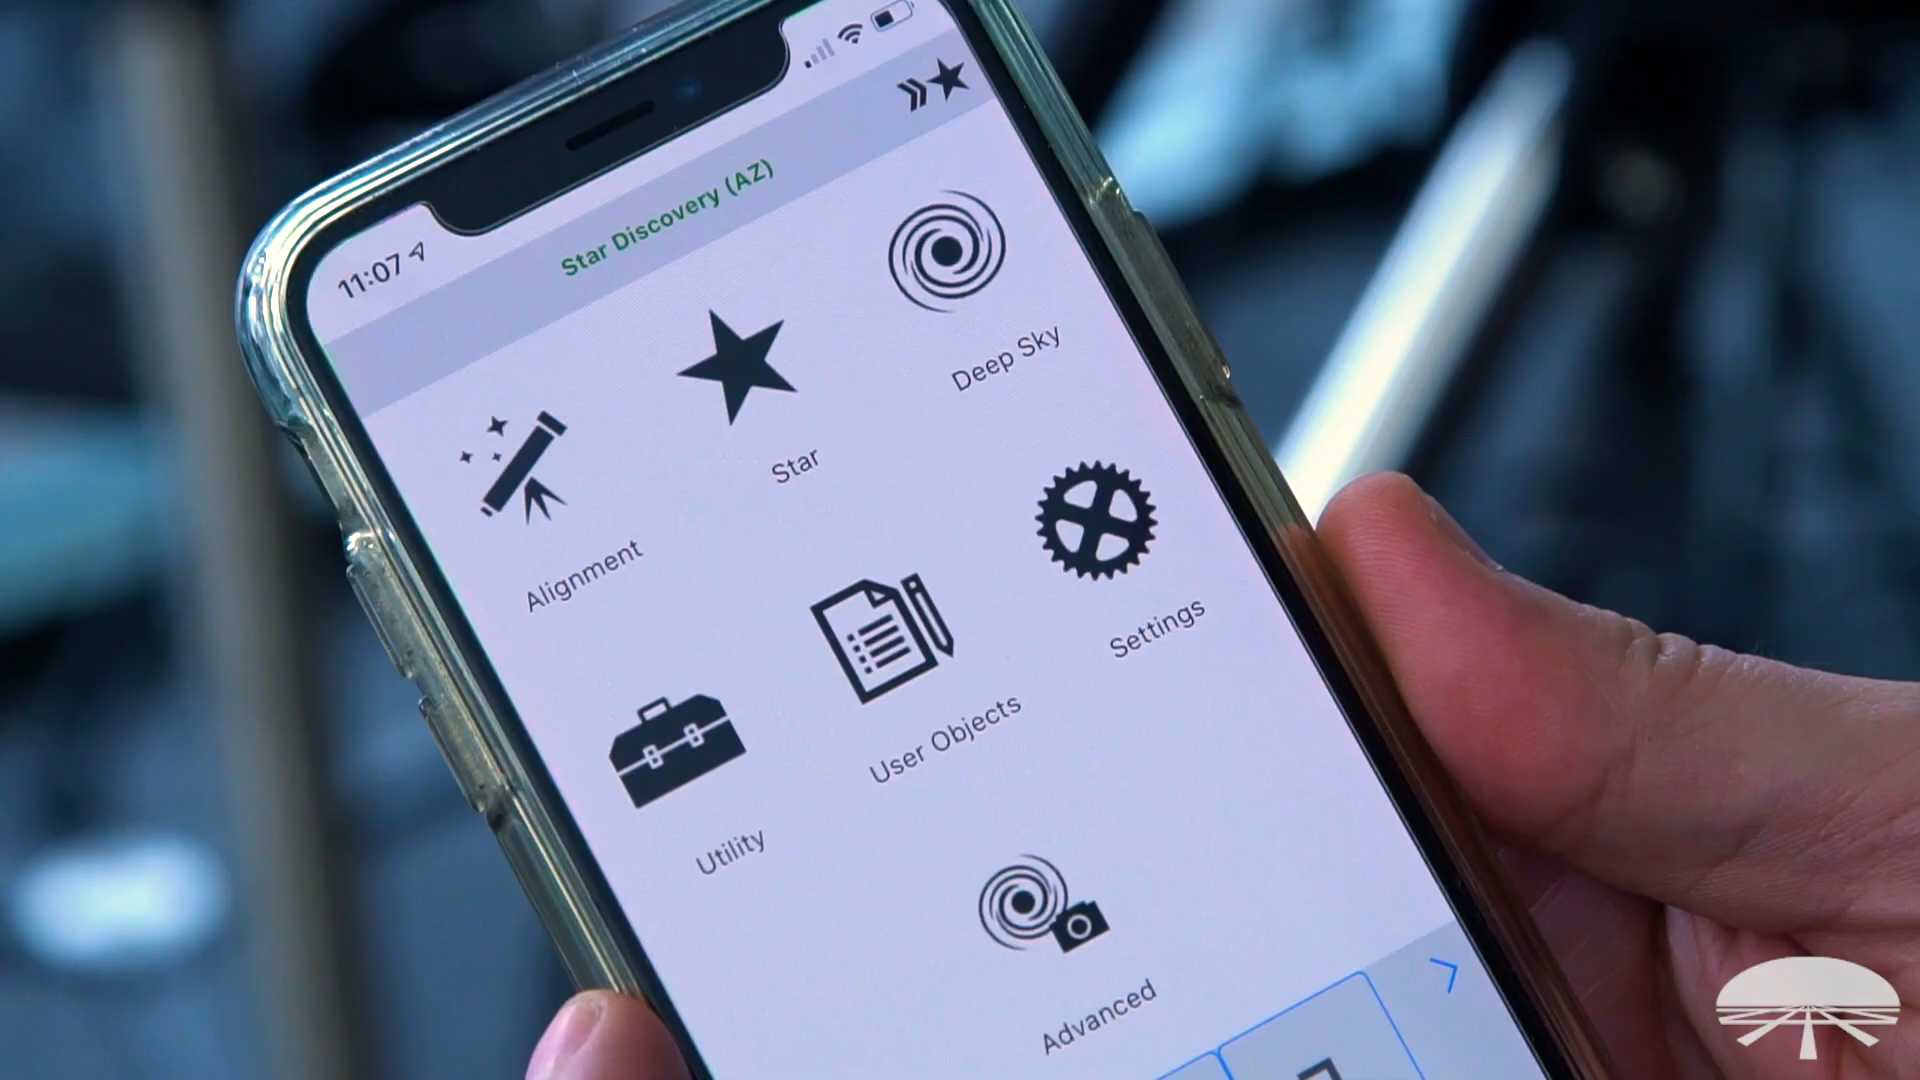 11:07
Star Discovery (AZ)
Alignment
Star
Deep Sky
Utility
User Objects
Settings
Advanced